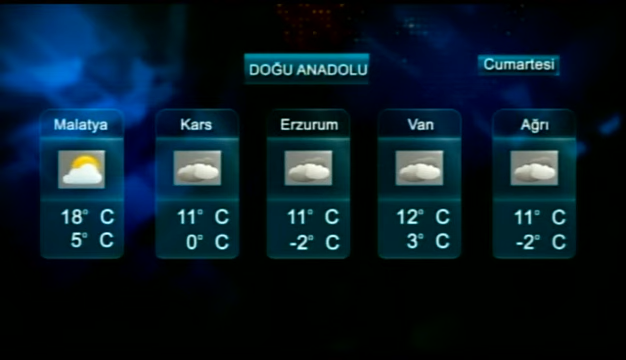 DOĞU ANADOLU
Cumartesi
Malatya
18° C
5° C
Kars
11° C
0° C
Erzurum
11° C
-2° C
Van
12° C
3° C
Ağrı
11° C
-2° C